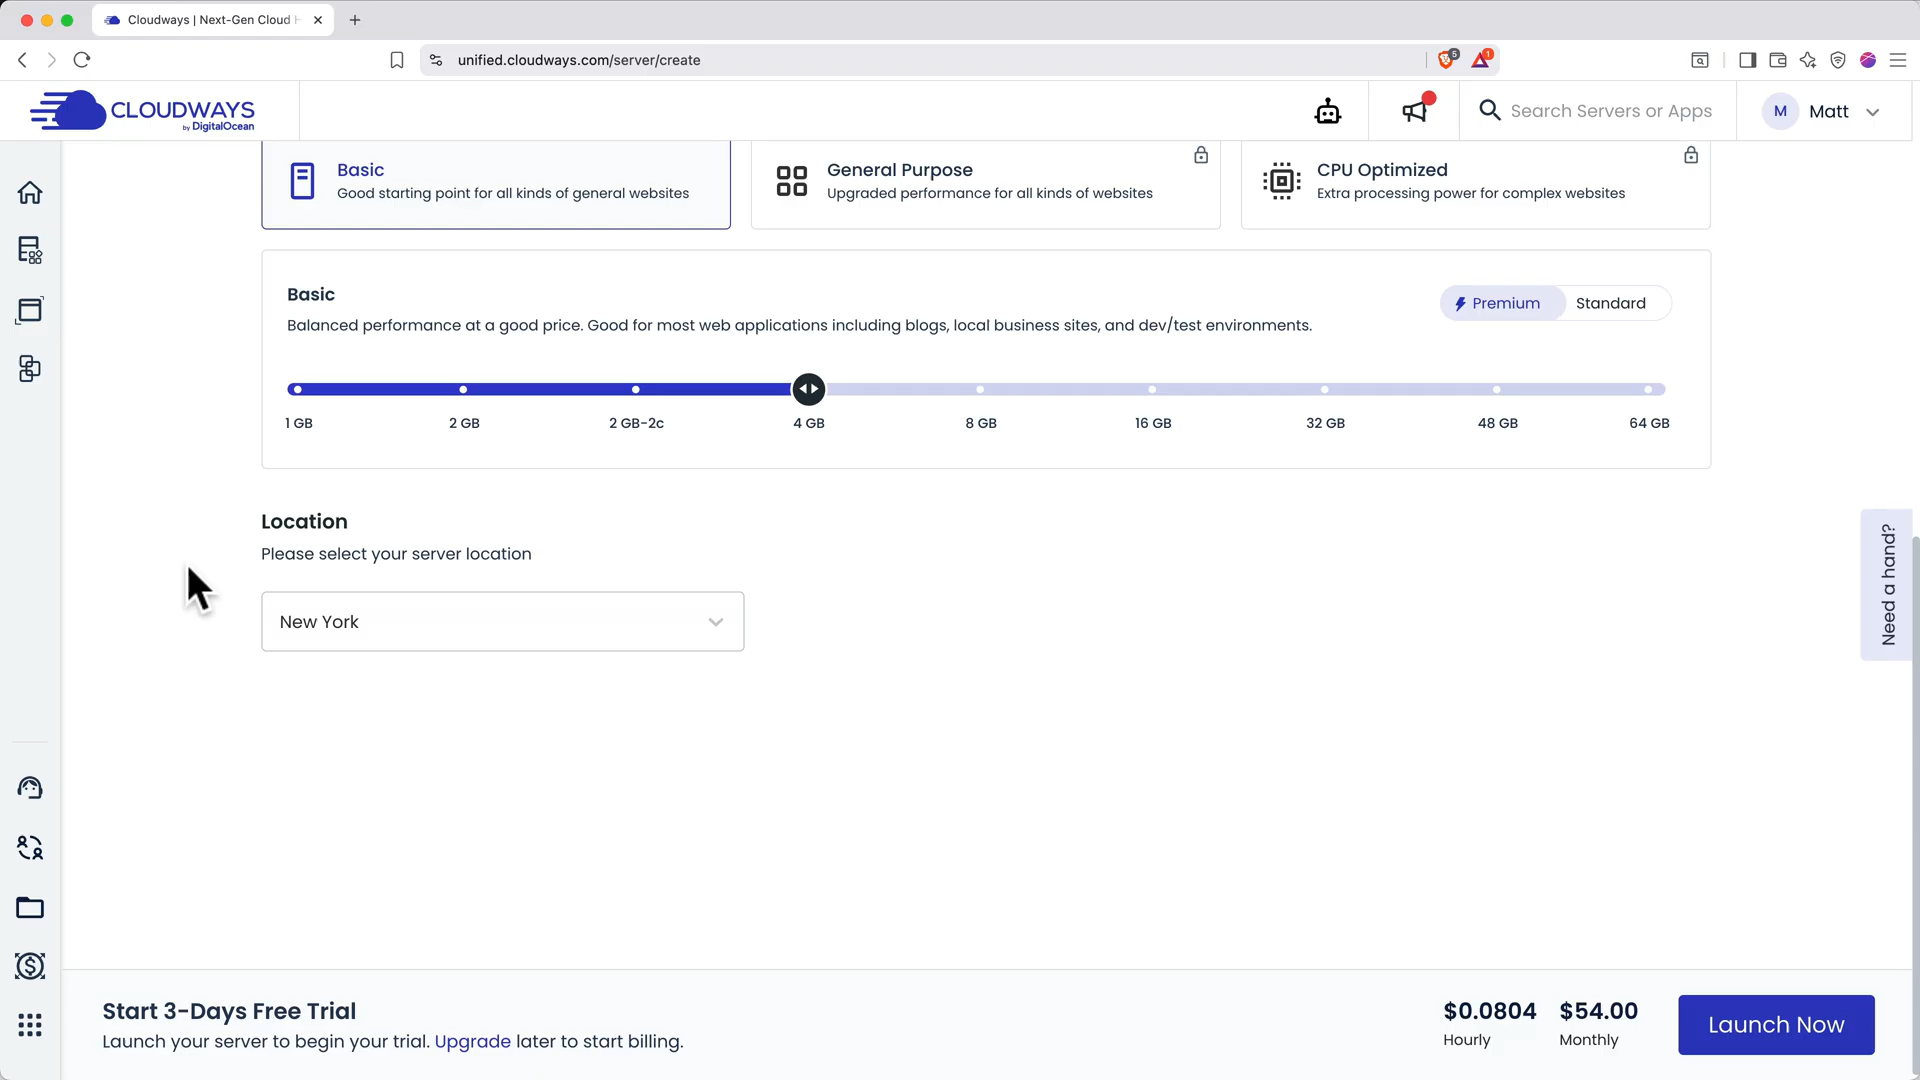 Cloudways | Next-Gen Cloud H
unified.cloudways.com/server/create
5
1
CLOUDWAYS
by DigitalOcean
Search Servers or Apps
M
Matt
Basic
Good starting point for all kinds of general websites
General Purpose
Upgraded performance for all kinds of websites
CPU Optimized
Extra processing power for complex websites
Basic
Balanced performance at a good price. Good for most web applications including blogs, local business sites, and dev/test environments.
Premium
Standard
1 GB
2 GB
2 GB-2c
4 GB
8 GB
16 GB
32 GB
48 GB
64 GB
Location
Please select your server location
New York
Need a hand?
Start 3-Days Free Trial
Launch your server to begin your trial. Upgrade later to start billing.
$0.0804
Hourly
$54.00
Monthly
Launch Now